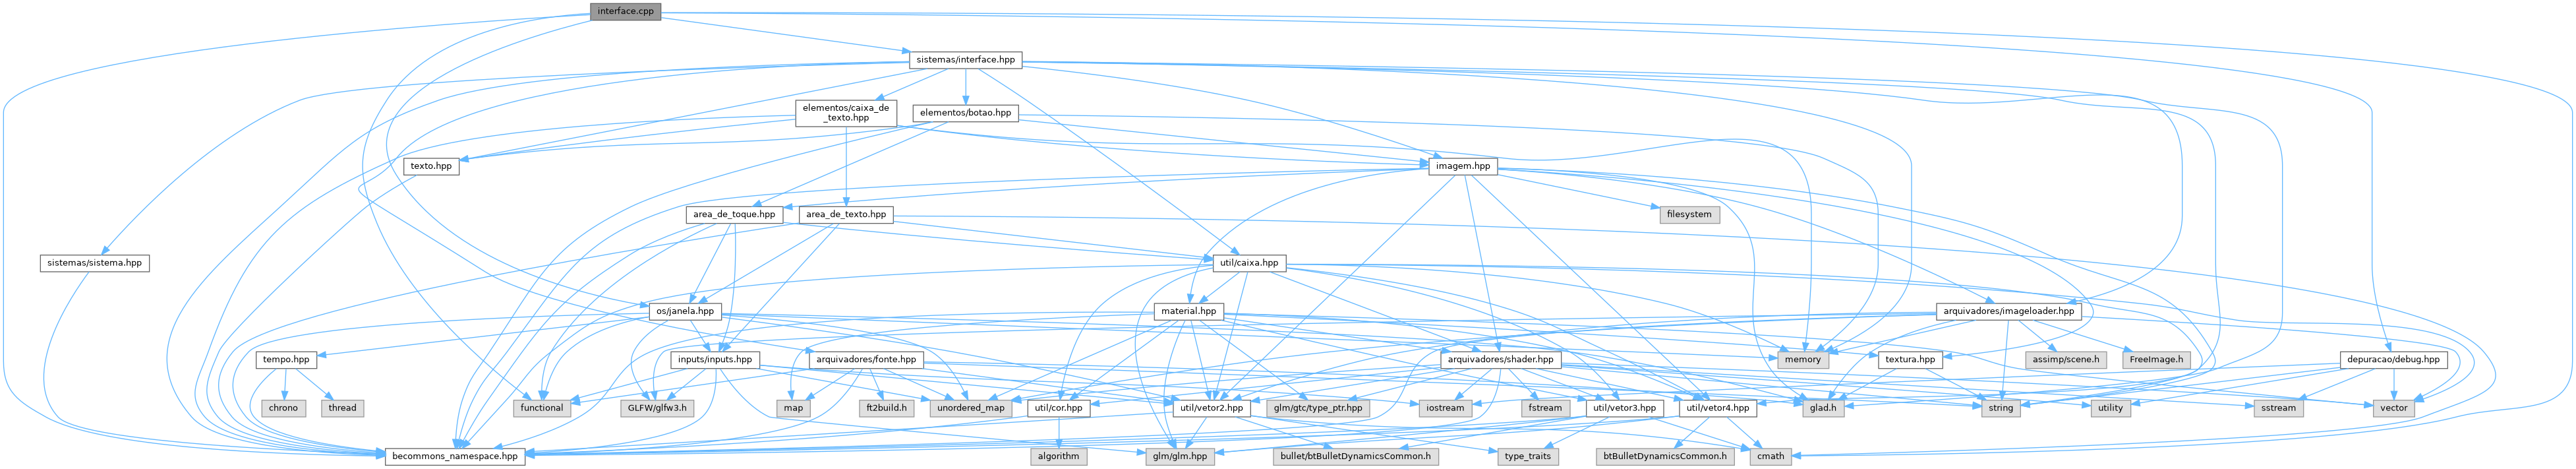 interface.cpp
sistemas/interface.hpp
elementos/caixa_de
_texto.hpp
elementos/botao.hpp
texto.hpp
imagem.hpp
area_de_toque.hpp
area_de_texto.hpp
filesystem
sistemas/sistema.hpp
util/caixa.hpp
os/janela.hpp
material.hpp
arquivadores/imageloader.hpp
tempo.hpp
inputs/inputs.hpp
arquivadores/fonte.hpp
memory
arquivadores/shader.hpp
textura.hpp
assimp/scene.h
FreeImage.h
depuracao/debug.hpp
chrono
thread
functional
GLFW/glfw3.h
map
ft2build.h
unordered_map
util/cor.hpp
util/vetor2.hpp
glm/gtc/type_ptr.hpp
iostream
fstream
util/vetor3.hpp
util/vetor4.hpp
glad.h
string
utility
sstream
vector
becommons_namespace.hpp
algorithm
glm/glm.hpp
bullet/btBulletDynamicsCommon.h
type_traits
btBulletDynamicsCommon.h
cmath